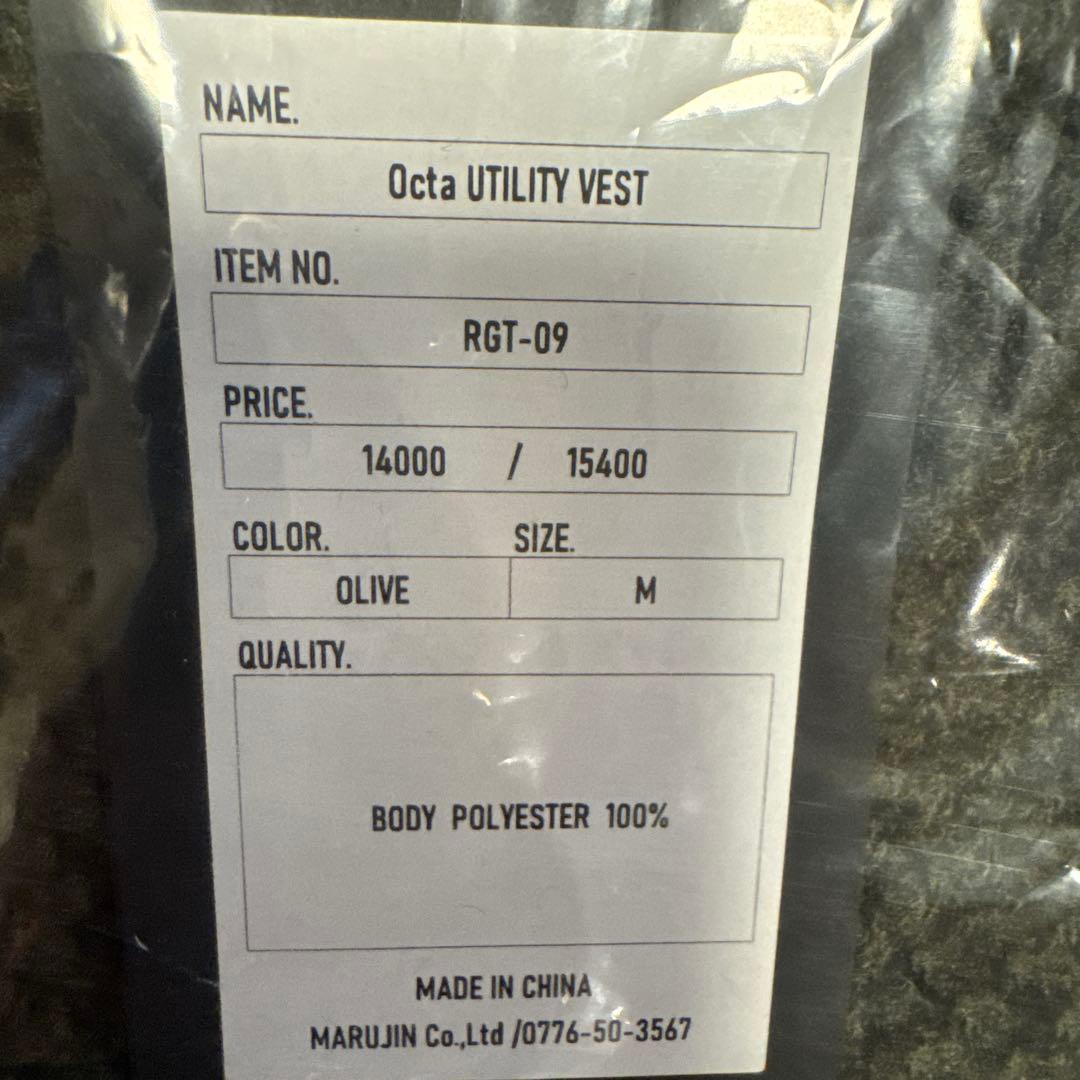 NAME.
Octa UTILITY VEST
ITEM NO.
RGT-09
PRICE.
14000 / 15400
COLOR. SIZE.
OLIVE M
QUALITY.
BODY POLYESTER 100%
MADE IN CHINA
MARUJIN Co.,Ltd /0776-50-3567